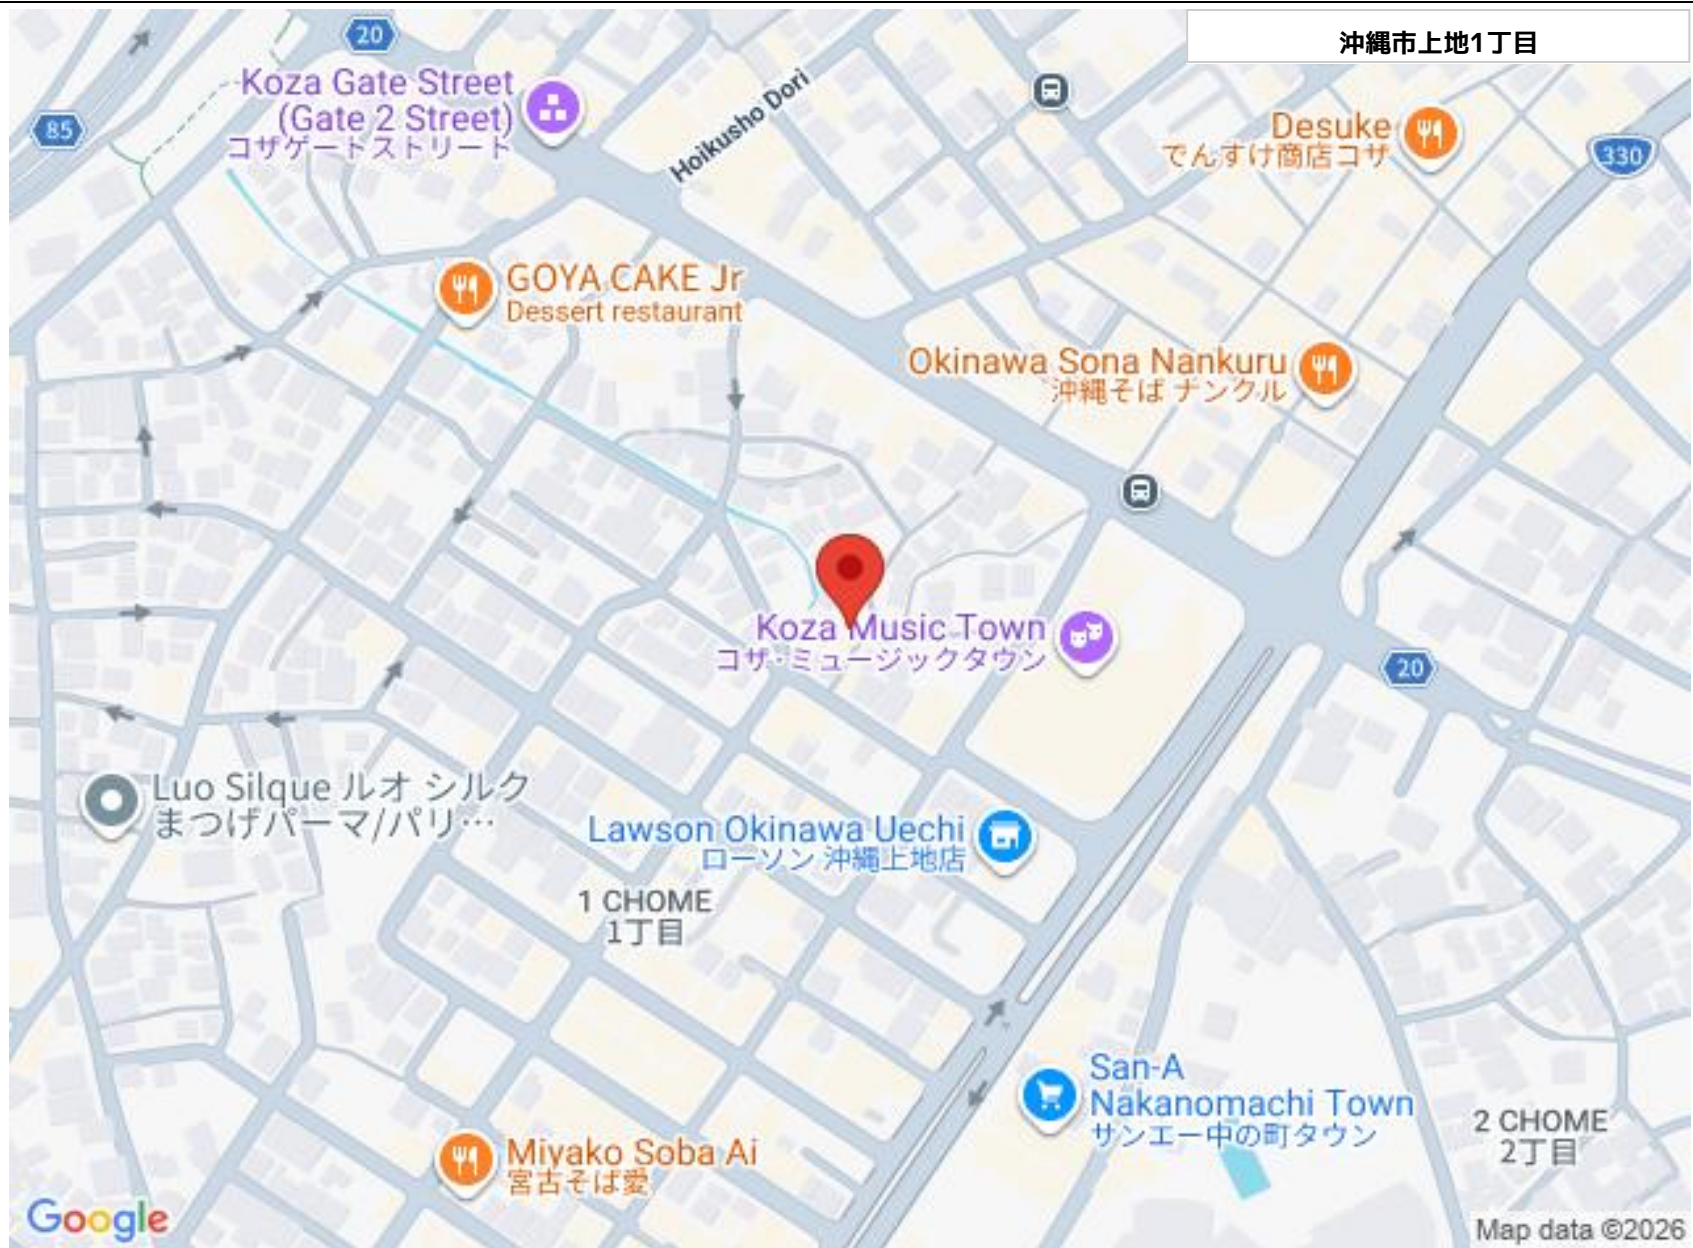 沖縄市上地1丁目
20
Koza Gate Street
(Gate 2 Street)
コザゲートストリート
85
Hoikusho Dori
Desuke
でんすけ商店コザ
330
GOYA CAKE Jr
Dessert restaurant
Okinawa Sona Nankuru
沖縄そば ナンクル
Koza Music Town
コザ·ミュージックタウン
20
Luo Silque ルオ シルク
まつげパーマ/パリ…
Lawson Okinawa Uechi
ローソン 沖縄上地店
1 CHOME
1丁目
San-A
Nakanomachi Town
サンエー中の町タウン
2 CHOME
2丁目
Miyako Soba Ai
宮古そば愛
Google
Map data ©2026